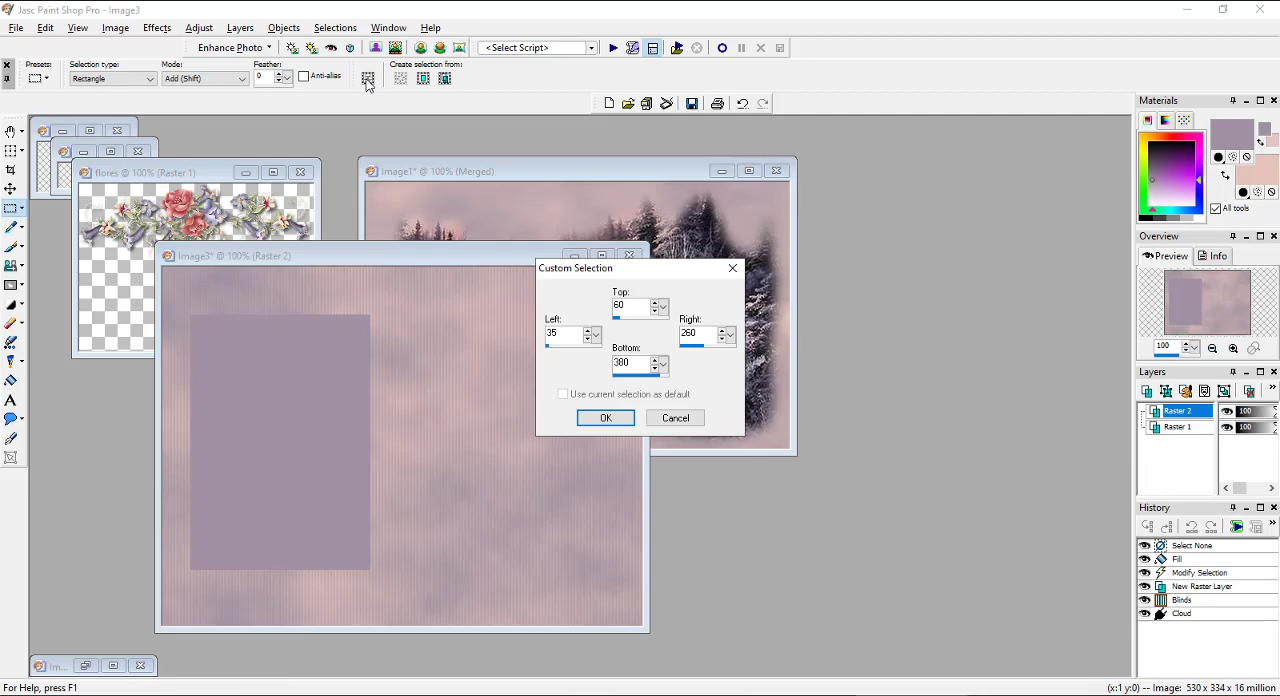 Jasc Paint Shop Pro - Image3
File Edit View Image Effects Adjust Layers Objects Selections Window Help
Enhance Photo <Select Script>
Presets: Selection type: Mode: Feather: Create selection from:
Rectangle Add (Shift) 0 Anti-alias
Materials
All tools
flores @ 100% (Raster 1)
Image1* @ 100% (Merged)
Image3* @ 100% (Raster 2)
Custom Selection
Top:
60
Left: Right:
35 260
Bottom:
380
Use current selection as default
OK Cancel
Overview
Preview Info
100
Layers
Raster 2 100
Raster 1 100
History
Select None
Fill
Modify Selection
New Raster Layer
Blinds
Cloud
Im...
For Help, press F1 (x:1 y:0) -- Image: 530 x 334 x 16 million